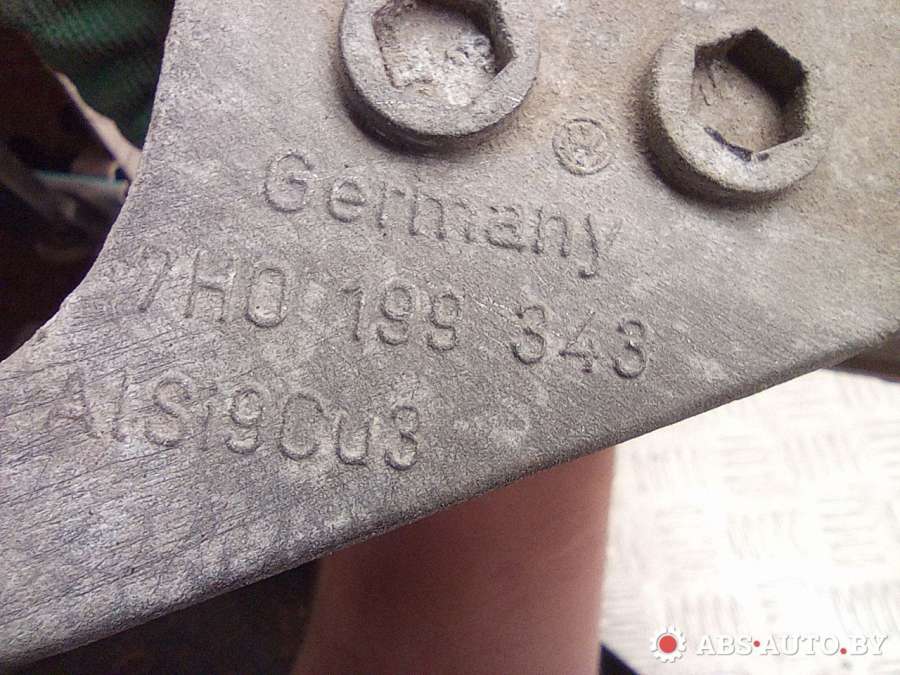 Germany
7H0 199 343
AlSi9Cu3
ABS-AUTO.BY